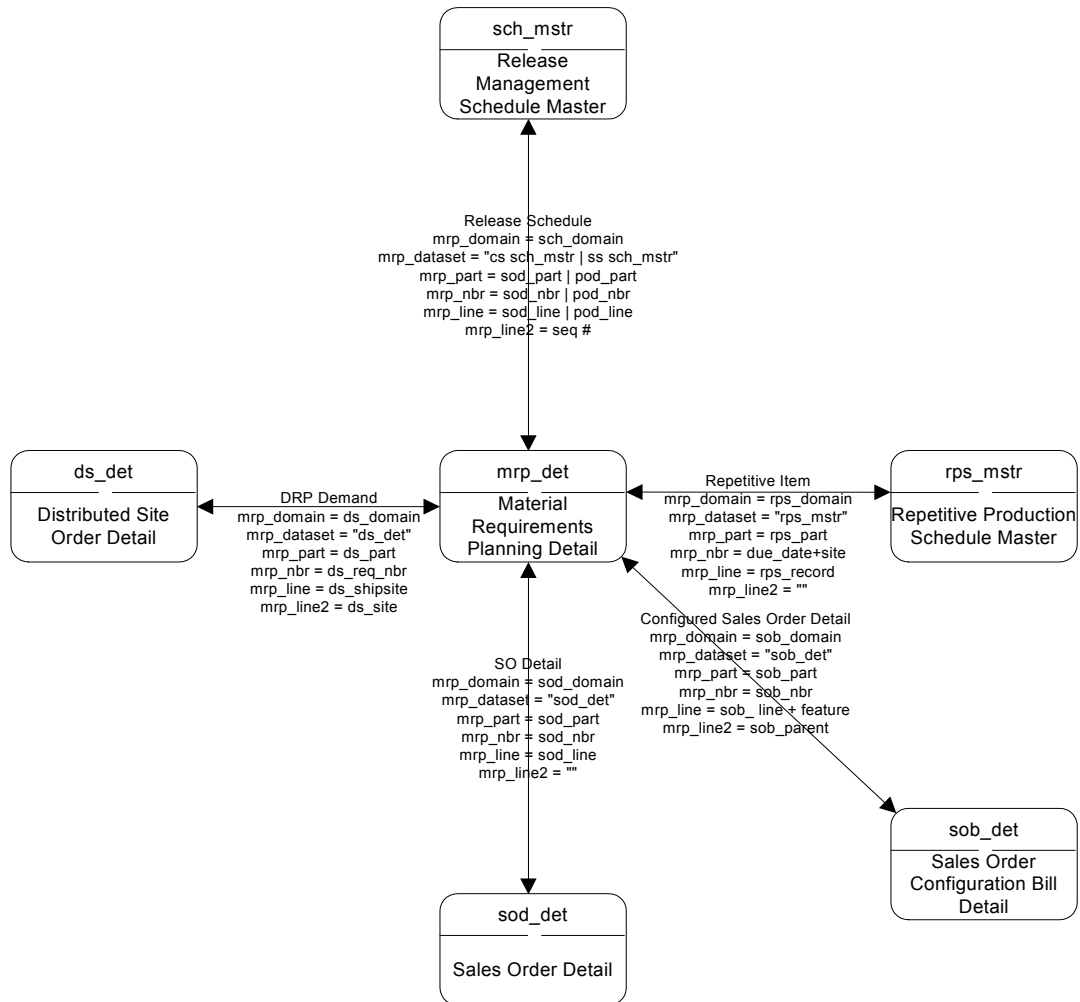 sch_mstr
Release
Management
Schedule Master
Release Schedule
mrp_domain = sch_domain
mrp_dataset = "cs sch_mstr | ss sch_mstr"
mrp_part = sod_part | pod_part
mrp_nbr = sod_nbr | pod_nbr
mrp_line = sod_line | pod_line
mrp_line2 = seq #
ds_det
Distributed Site
Order Detail
DRP Demand
mrp_domain = ds_domain
mrp_dataset = "ds_det"
mrp_part = ds_part
mrp_nbr = ds_req_nbr
mrp_line = ds_shipsite
mrp_line2 = ds_site
mrp_det
Material
Requirements
Planning Detail
Repetitive Item
mrp_domain = rps_domain
mrp_dataset = "rps_mstr"
mrp_part = rps_part
mrp_nbr = due_date+site
mrp_line = rps_record
mrp_line2 = ""
rps_mstr
Repetitive Production
Schedule Master
Configured Sales Order Detail
mrp_domain = sob_domain
mrp_dataset = "sob_det"
mrp_part = sob_part
mrp_nbr = sob_nbr
mrp_line = sob_ line + feature
mrp_line2 = sob_parent
SO Detail
mrp_domain = sod_domain
mrp_dataset = "sod_det"
mrp_part = sod_part
mrp_nbr = sod_nbr
mrp_line = sod_line
mrp_line2 = ""
sob_det
Sales Order
Configuration Bill
Detail
sod_det
Sales Order Detail